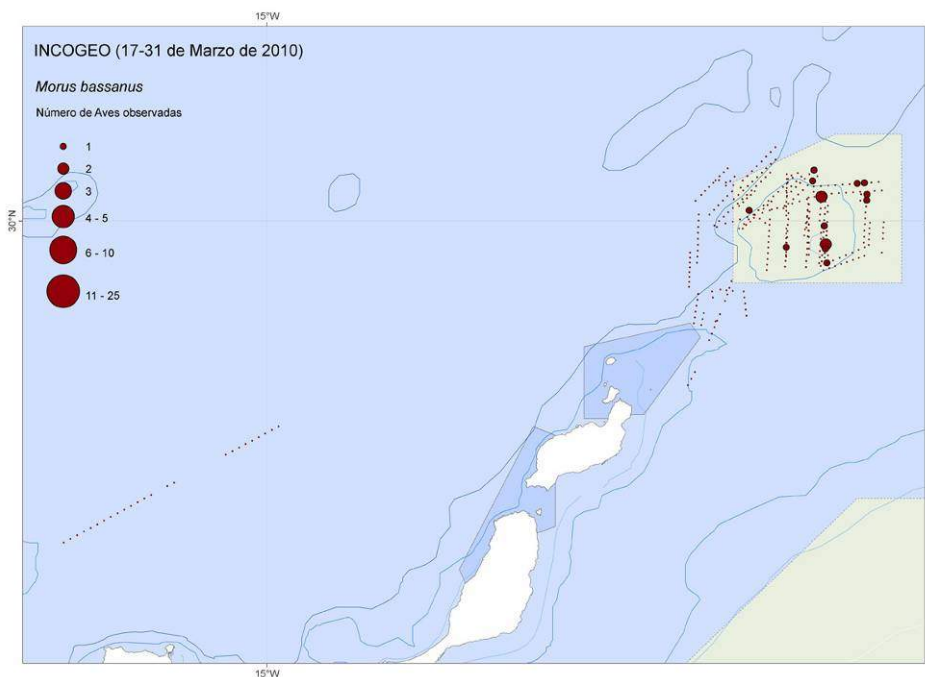 15°W
INCOGEO (17-31 de Marzo de 2010)
Morus bassanus
Número de Aves observadas
1
2
3
4 - 5
6 - 10
11 - 25
30°N
15°W